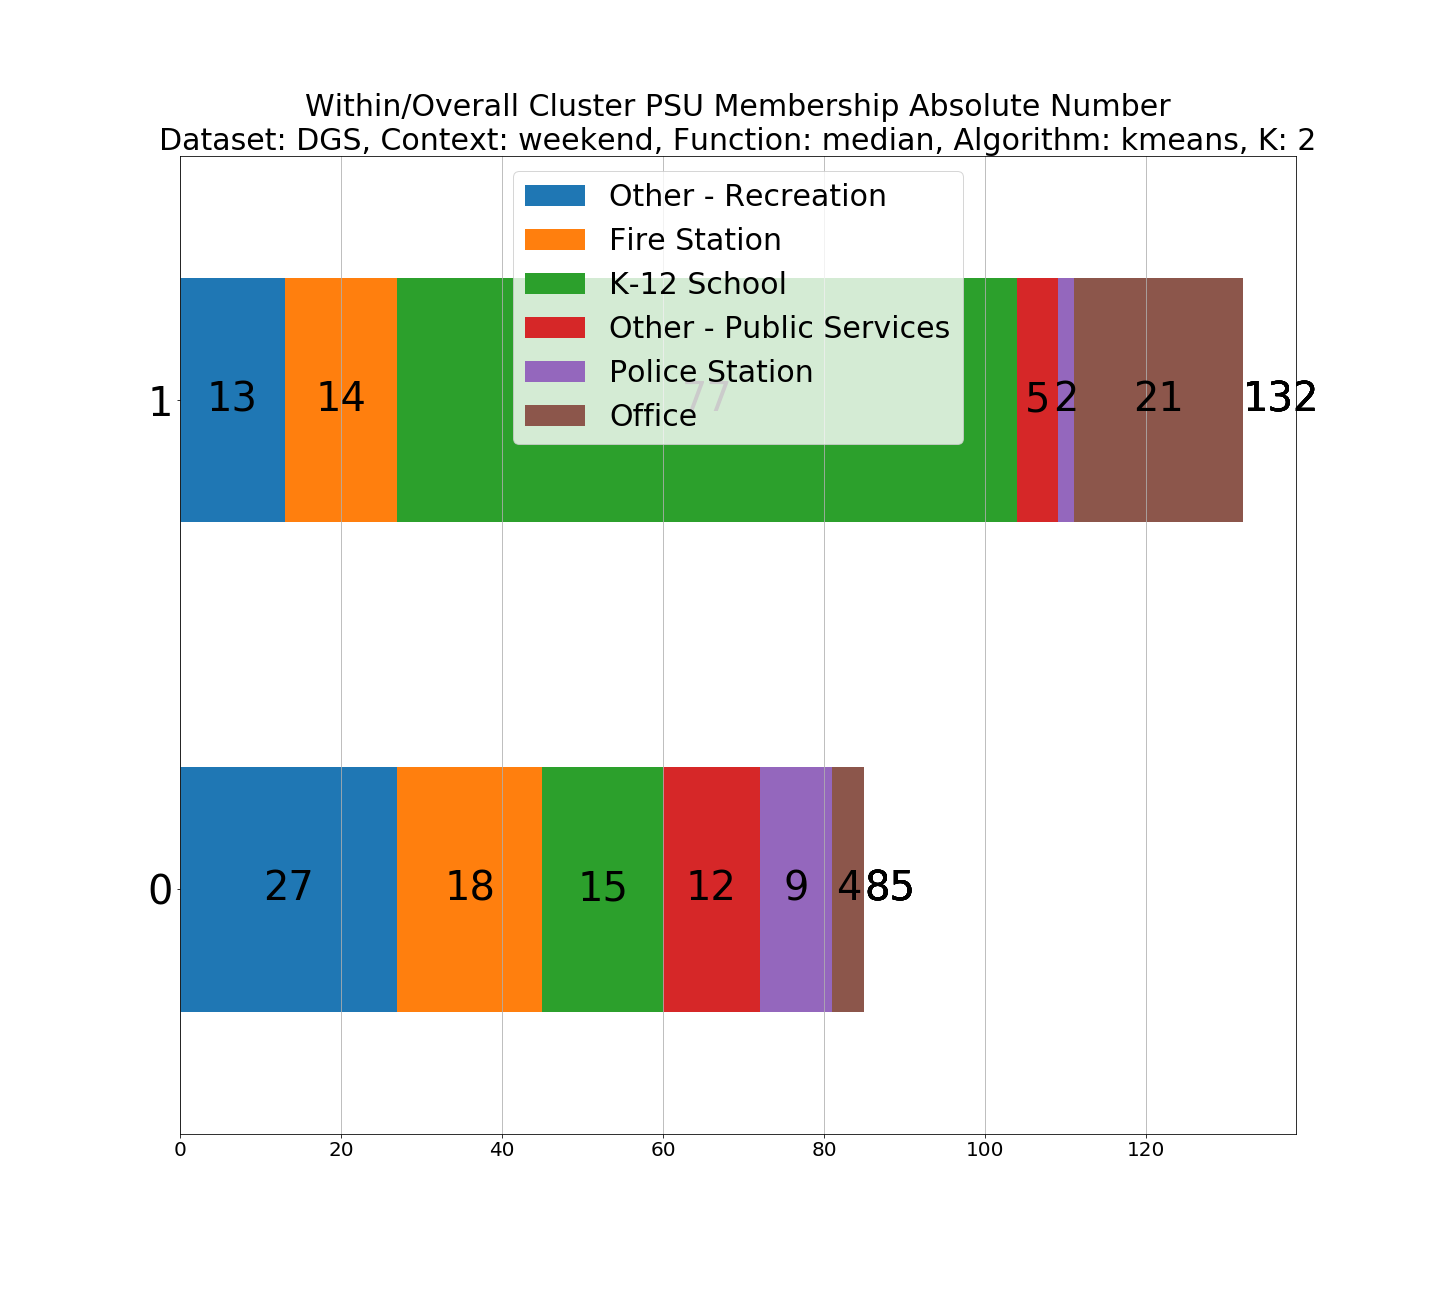 Within/Overall Cluster PSU Membership Absolute Number
Dataset: DGS, Context: weekend, Function: median, Algorithm: kmeans, K: 2
Other - Recreation
Fire Station
K-12 School
Other - Public Services
Police Station
Office
1 13 14 77 5 2 21 132
0 27 18 15 12 9 4 85
0 20 40 60 80 100 120